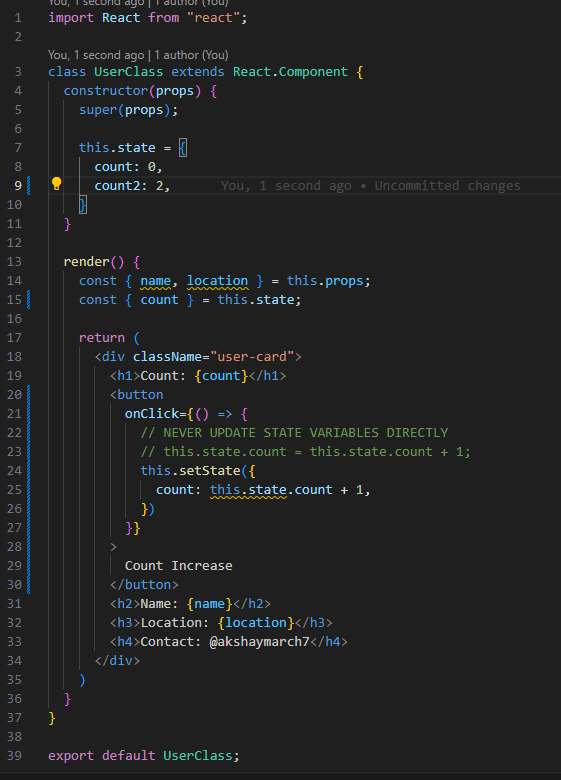 You, 1 second ago | 1 author (You)
1 import React from "react";
2
You, 1 second ago | 1 author (You)
3 class UserClass extends React.Component {
4 constructor(props) {
5 super(props);
6
7 this.state = {
8 count: 0,
9 count2: 2, You, 1 second ago • Uncommitted changes
10 }
11 }
12
13 render() {
14 const { name, location } = this.props;
15 const { count } = this.state;
16
17 return (
18 <div className="user-card">
19 <h1>Count: {count}</h1>
20 <button
21 onClick={() => {
22 // NEVER UPDATE STATE VARIABLES DIRECTLY
23 // this.state.count = this.state.count + 1;
24 this.setState({
25 count: this.state.count + 1,
26 })
27 }}
28 >
29 Count Increase
30 </button>
31 <h2>Name: {name}</h2>
32 <h3>Location: {location}</h3>
33 <h4>Contact: @akshaymarch7</h4>
34 </div>
35 )
36 }
37 }
38
39 export default UserClass;